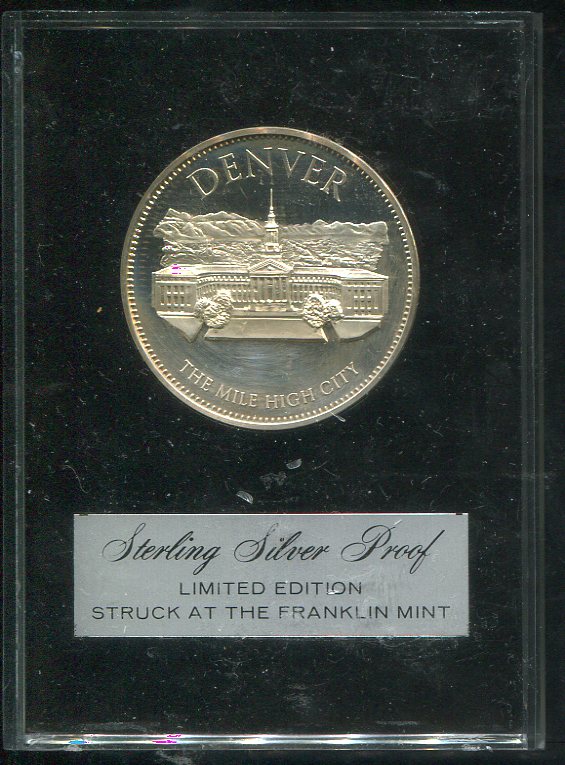 DENVER
THE MILE HIGH CITY
Sterling Silver Proof
LIMITED EDITION
STRUCK AT THE FRANKLIN MINT